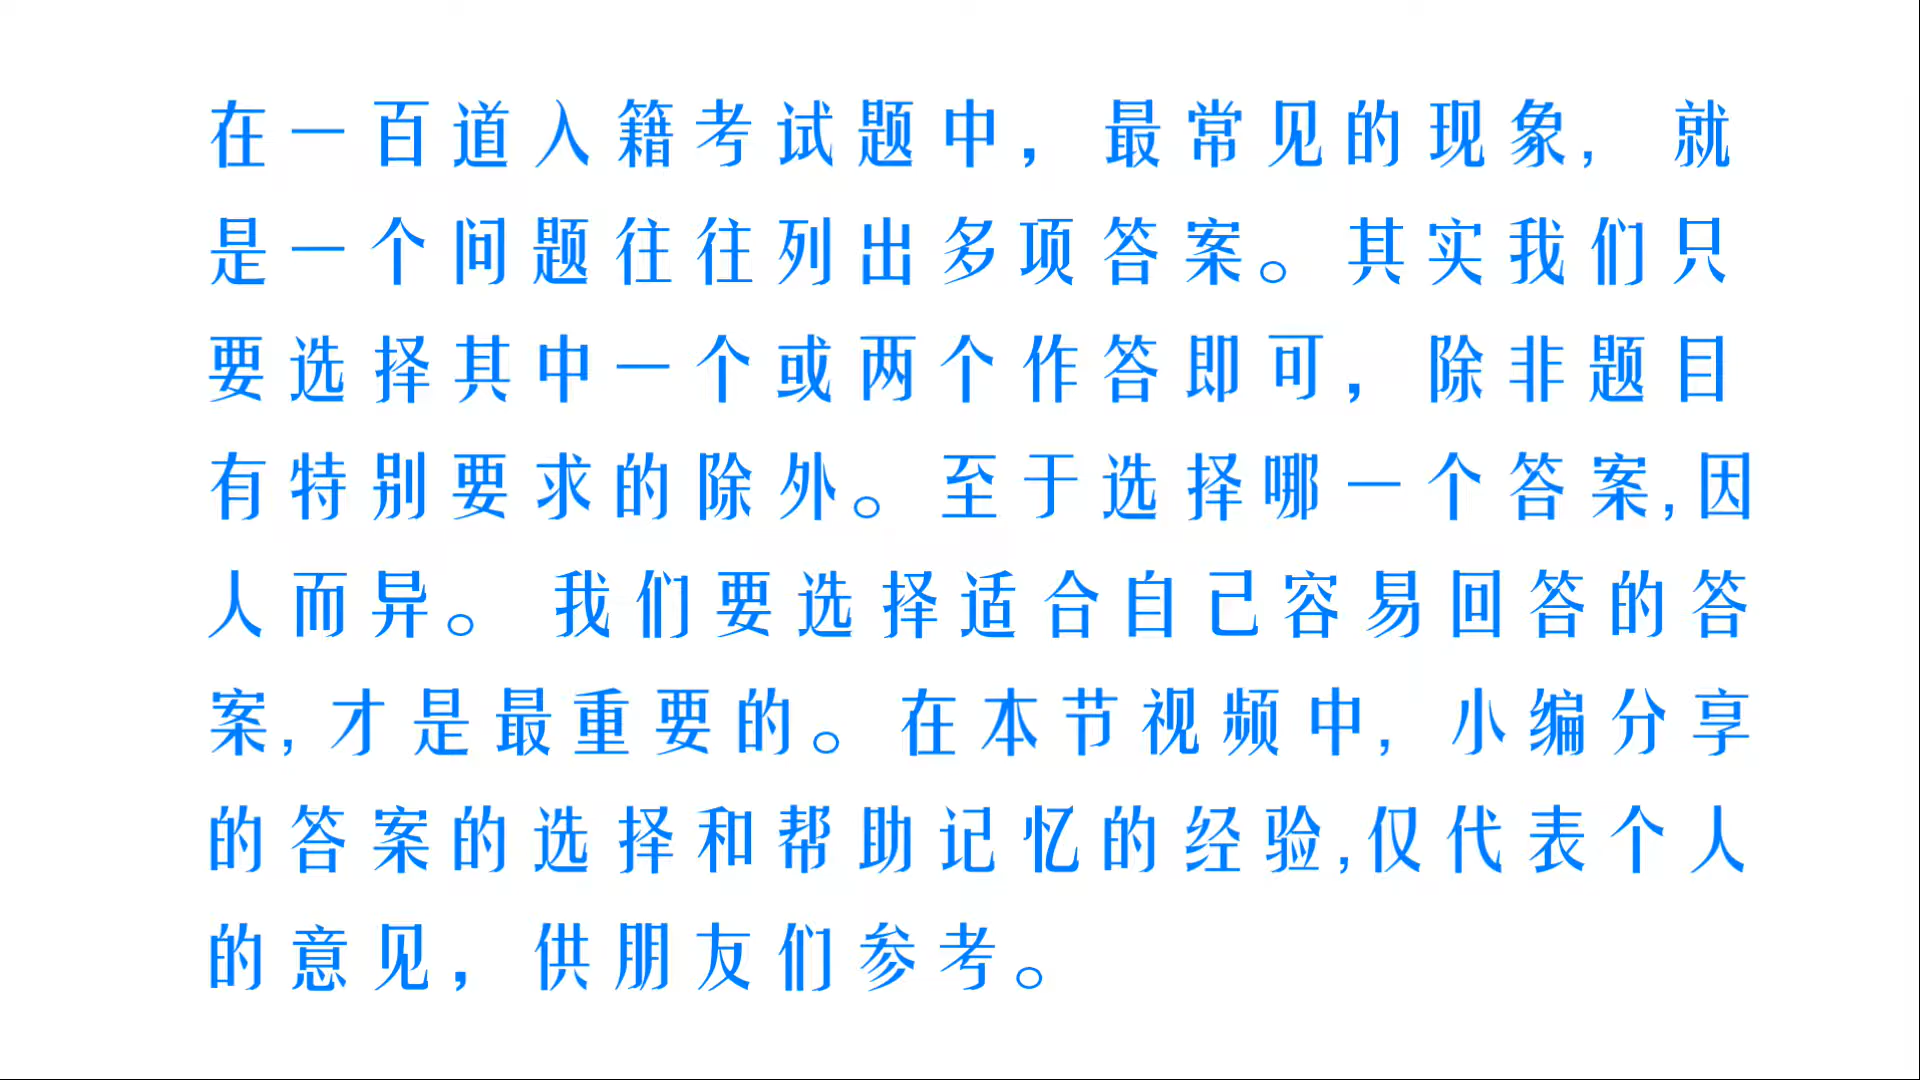 在一百道入籍考试题中，最常见的现象, 就
是一个问题往往列出多项答案。其实我们只
要选择其中一个或两个作答即可，除非题目
有特别要求的除外。至于选择哪一个答案,因
人而异。 我们要选择适合自己容易回答的答
案, 才是最重要的。在本节视频中, 小编分享
的答案的选择和帮助记忆的经验,仅代表个人
的意见，供朋友们参考。